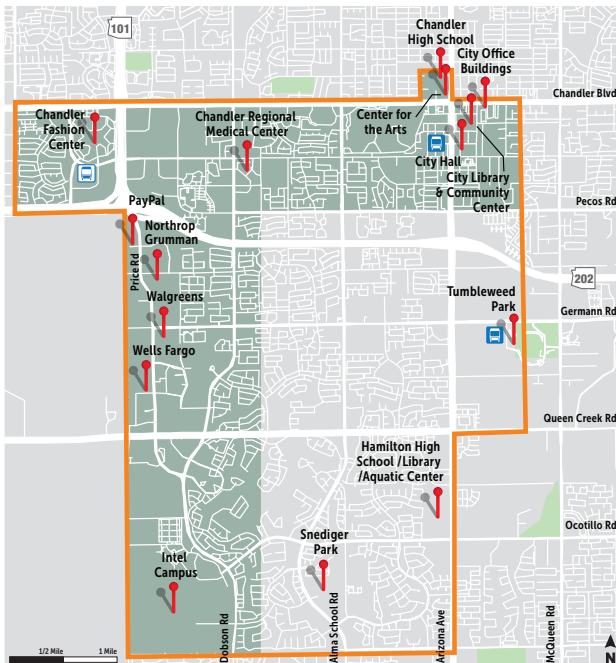 101
Chandler
High School
City Office
Buildings
Chandler Blvd
Chandler
Fashion
Center
Chandler Regional
Medical Center
Center for
the Arts
City Hall
City Library
& Community
Center
Pecos Rd
PayPal
Northrop
Grumman
Price Rd
202
Walgreens
Tumbleweed
Park
Germann Rd
Wells Fargo
Queen Creek Rd
Hamilton High
School /Library
/Aquatic Center
Ocotillo Rd
Snediger
Park
Intel
Campus
Dobson Rd
Alma School Rd
Arizona Ave
McQueen Rd
1/2 Mile
1 Mile
N